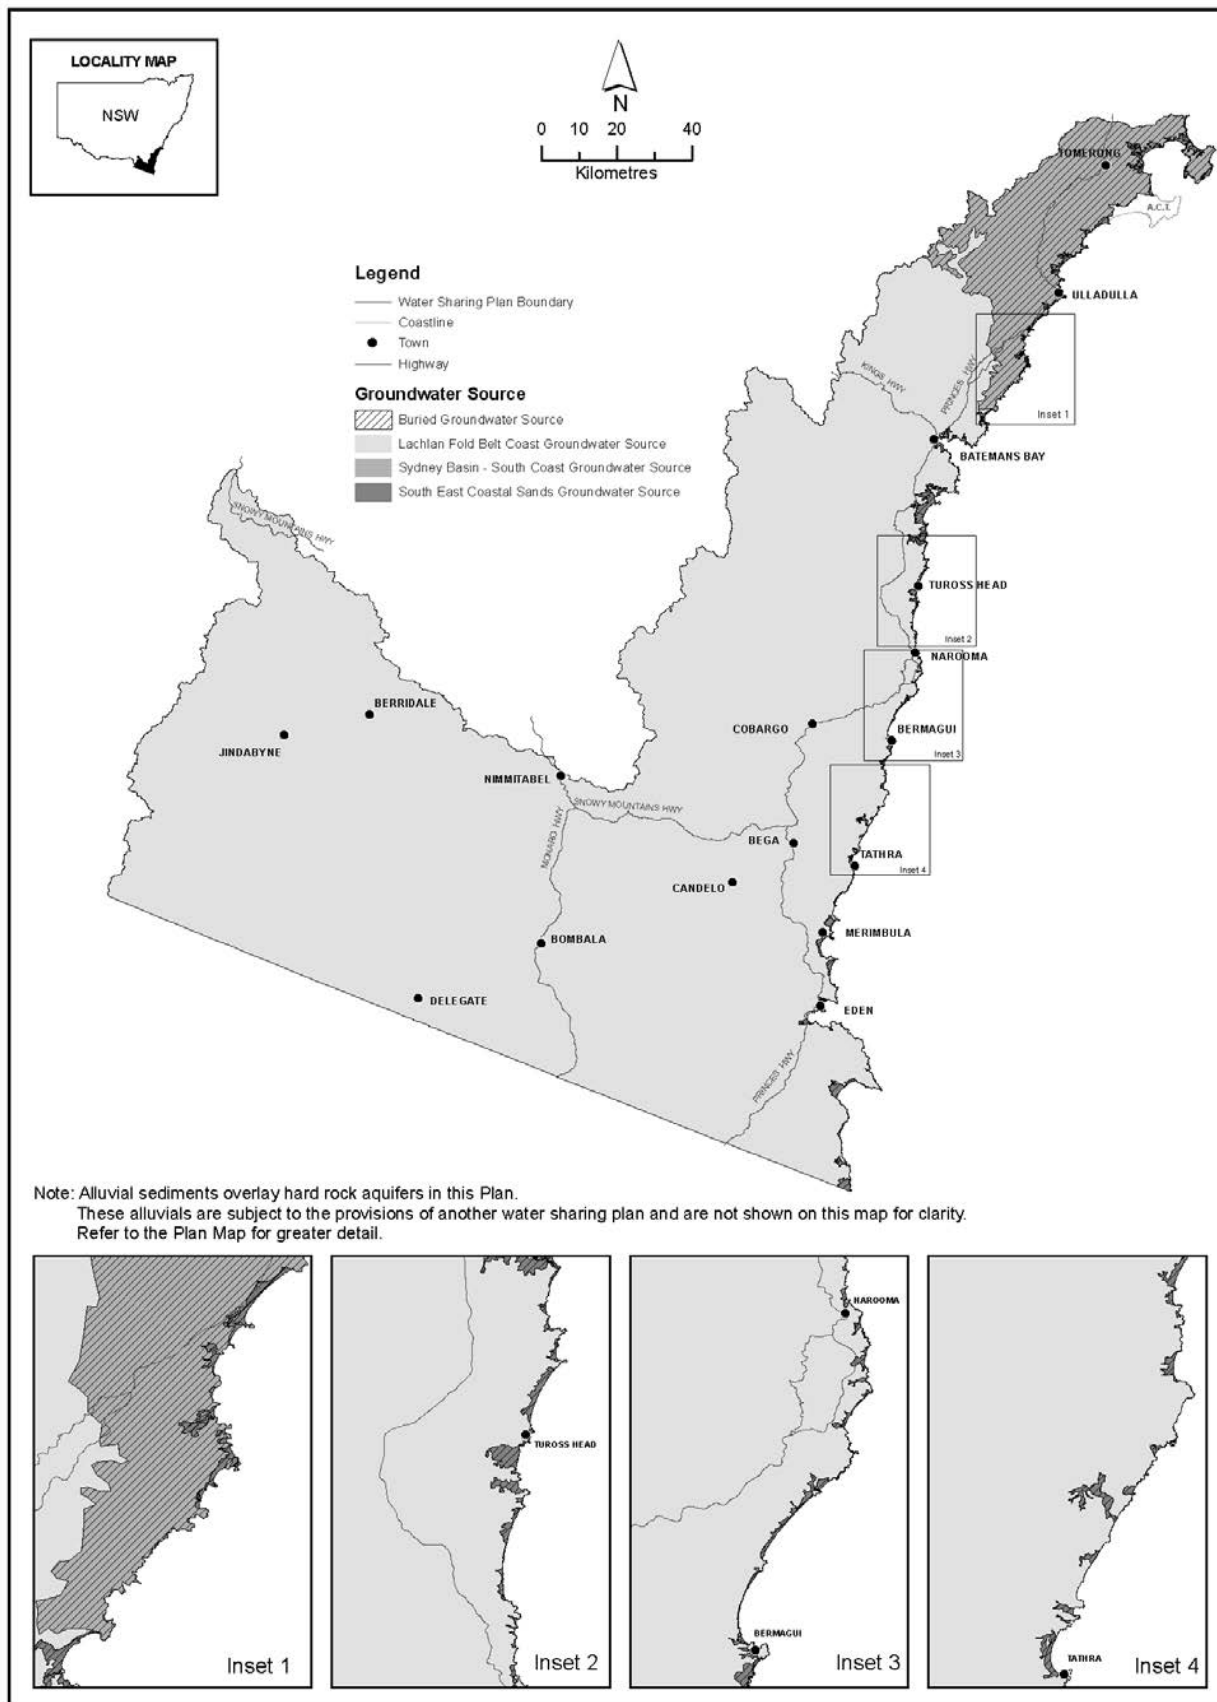 LOCALITY MAP
NSW
N
0 10 20 40
Kilometres
TOMERONG
A.C.T.
Legend
Water Sharing Plan Boundary
Coastline
Town
Highway
Groundwater Source
Buried Groundwater Source
Lachlan Fold Belt Coast Groundwater Source
Sydney Basin - South Coast Groundwater Source
South East Coastal Sands Groundwater Source
ULLADULLA
KINGS HWY
PRINCES HWY
Inset 1
BATEMANS BAY
SNOWY MOUNTAINS HWY
TUROSS HEAD
Inset 2
NAROOMA
BERRIDALE
JINDABYNE
COBARGO
BERMAGUI
Inset 3
NIMMITABEL
SNOWY MOUNTAINS HWY
MONARO HWY
BEGA
TATHRA
Inset 4
CANDELO
BOMBALA
MERIMBULA
DELEGATE
EDEN
PRINCES HWY
Note: Alluvial sediments overlay hard rock aquifers in this Plan.
These alluvials are subject to the provisions of another water sharing plan and are not shown on this map for clarity.
Refer to the Plan Map for greater detail.
Inset 1
TUROSS HEAD
Inset 2
NAROOMA
BERMAGUI
Inset 3
TATHRA
Inset 4